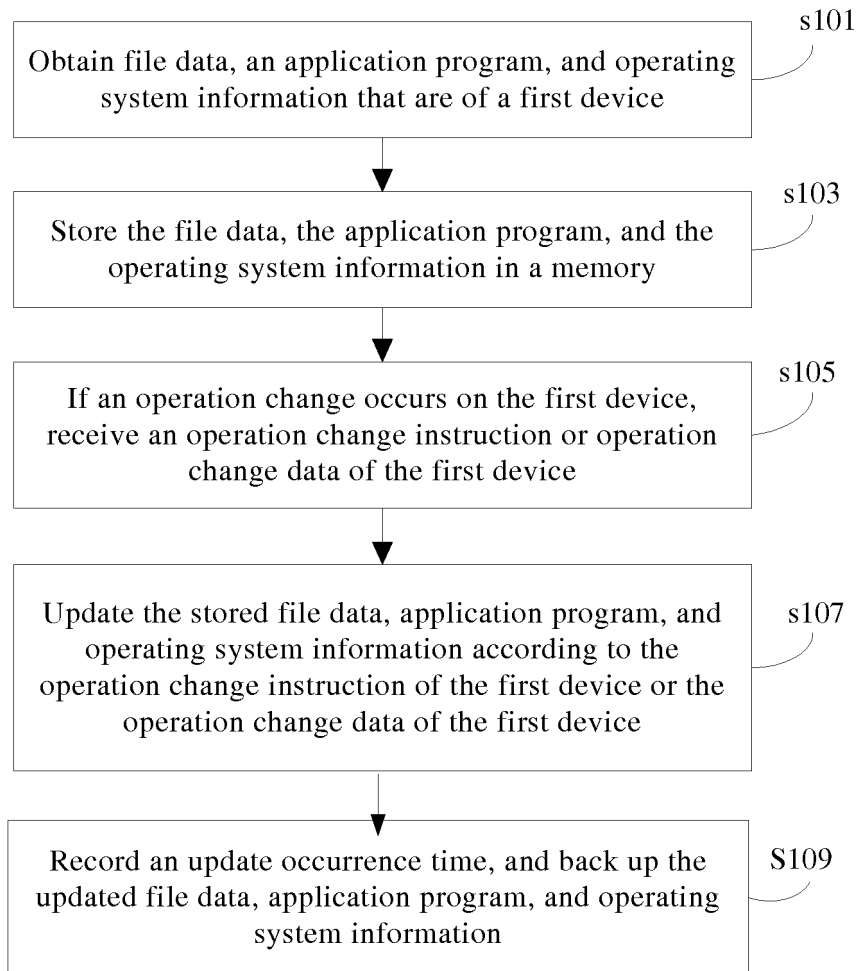 s101
Obtain file data, an application program, and operating
system information that are of a first device
s103
Store the file data, the application program, and the
operating system information in a memory
s105
If an operation change occurs on the first device,
receive an operation change instruction or operation
change data of the first device
s107
Update the stored file data, application program, and
operating system information according to the
operation change instruction of the first device or the
operation change data of the first device
S109
Record an update occurrence time, and back up the
updated file data, application program, and operating
system information